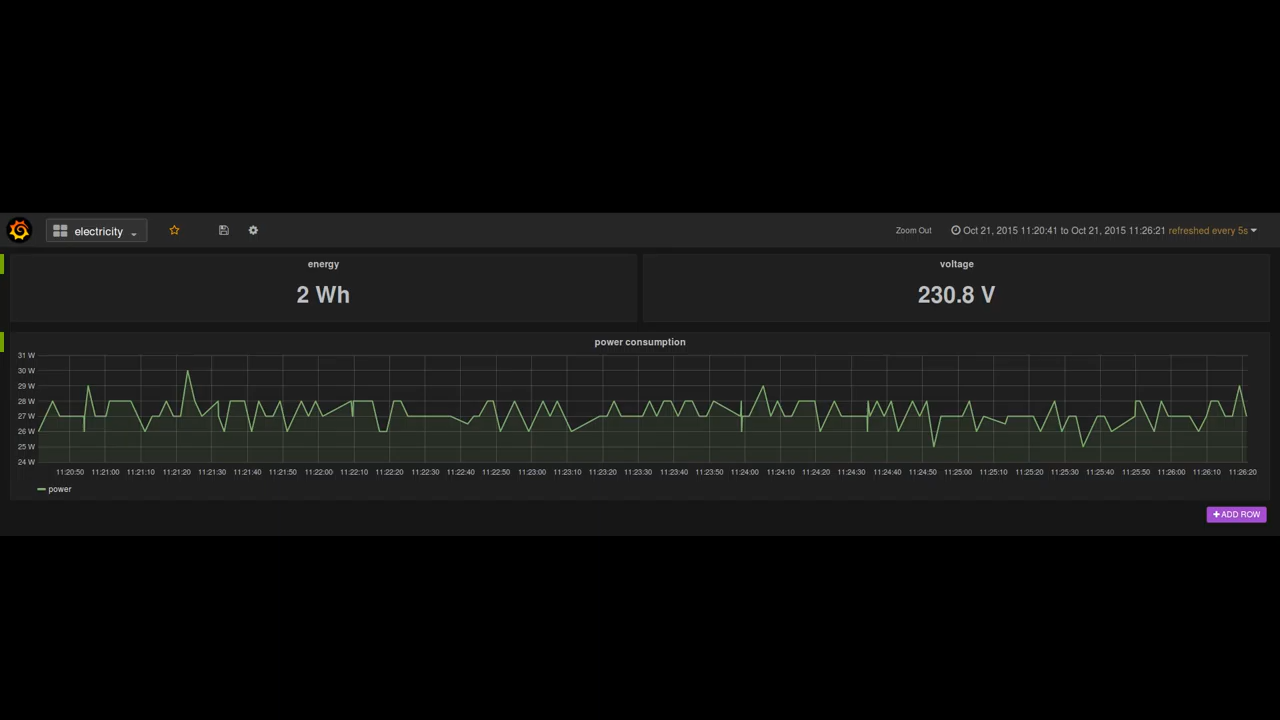 electricity
Zoom Out
Oct 21, 2015 11:20:41 to Oct 21, 2015 11:26:21 refreshed every 5s
energy
voltage
2 Wh
230.8 V
power consumption
31 W
30 W
29 W
28 W
27 W
26 W
25 W
24 W
11:20:50 11:21:00 11:21:10 11:21:20 11:21:30 11:21:40 11:21:50 11:22:00 11:22:10 11:22:20 11:22:30 11:22:40 11:22:50 11:23:00 11:23:10 11:23:20 11:23:30 11:23:40 11:23:50 11:24:00 11:24:10 11:24:20 11:24:30 11:24:40 11:24:50 11:25:00 11:25:10 11:25:20 11:25:30 11:25:40 11:25:50 11:26:00 11:26:10 11:26:20
power
+ ADD ROW